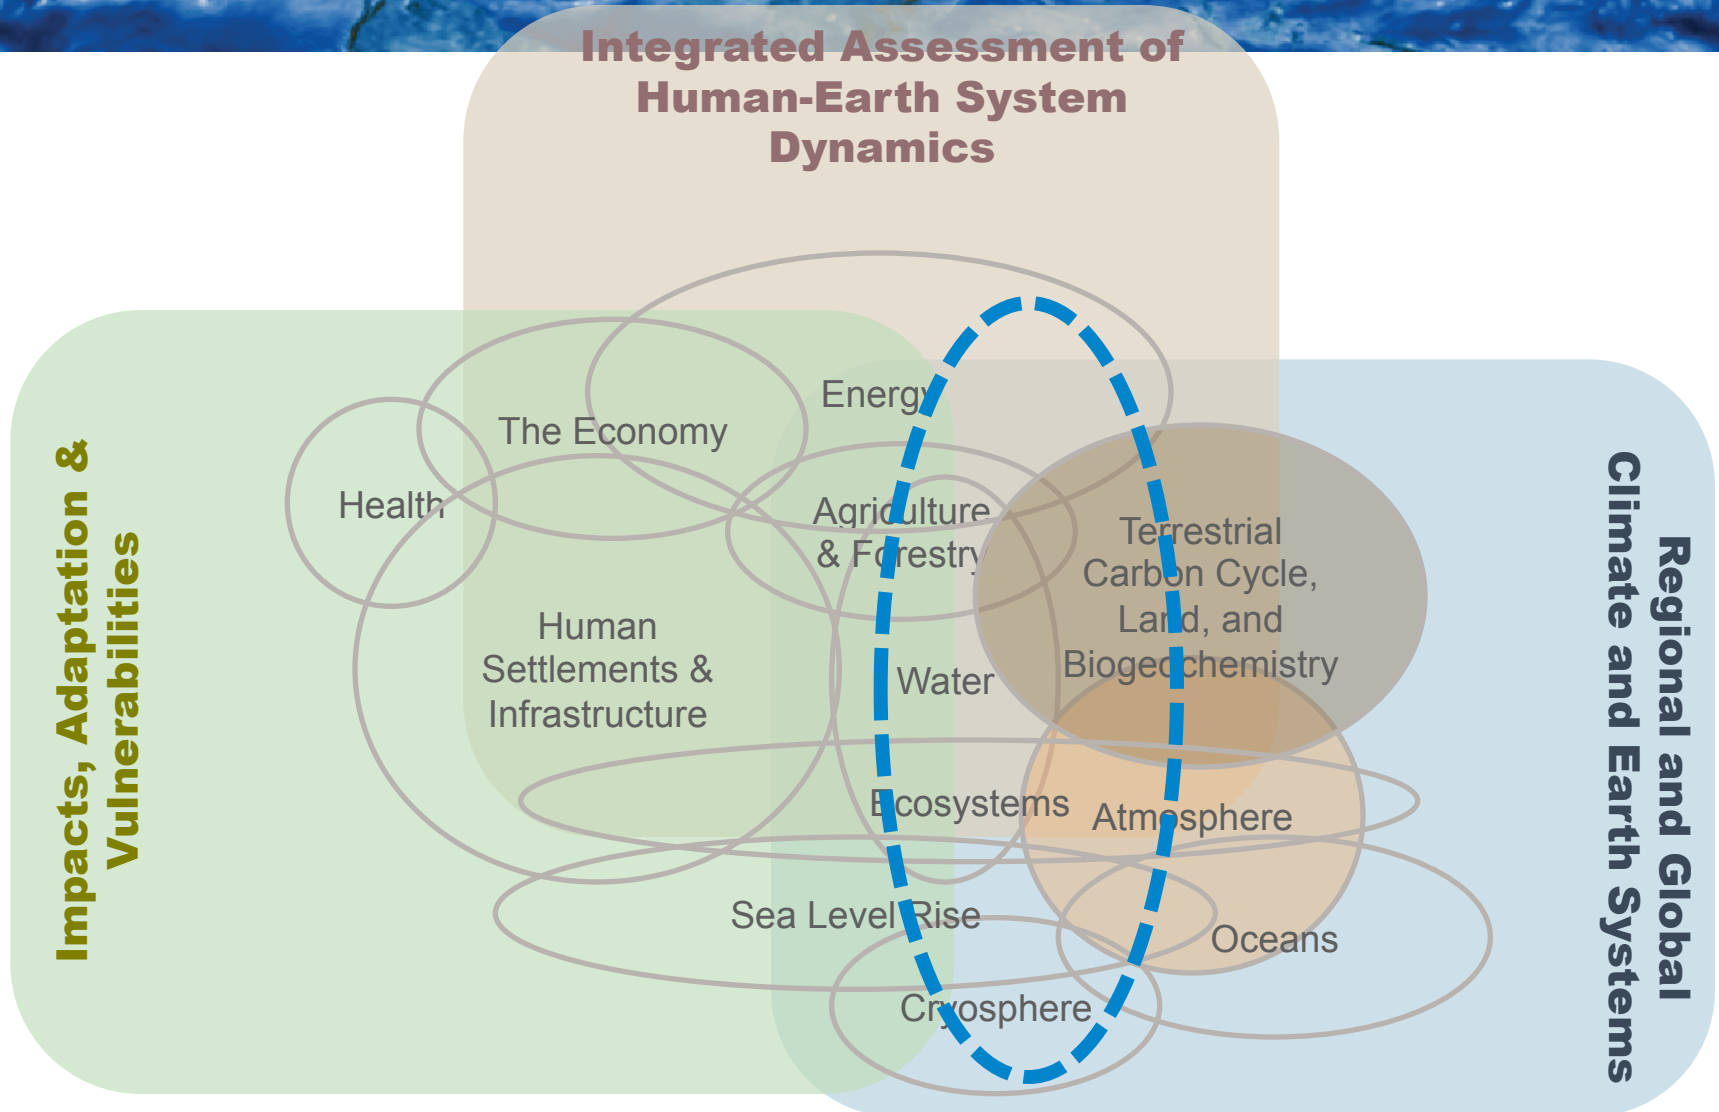 Integrated Assessment of
Human-Earth System
Dynamics
Impacts, Adaptation &
Vulnerabilities
Regional and Global
Climate and Earth Systems
Energy
The Economy
Health
Agriculture
& Forestry
Terrestrial
Carbon Cycle,
Land, and
Biogeochemistry
Human
Settlements &
Infrastructure
Water
Ecosystems
Atmosphere
Sea Level Rise
Oceans
Cryosphere